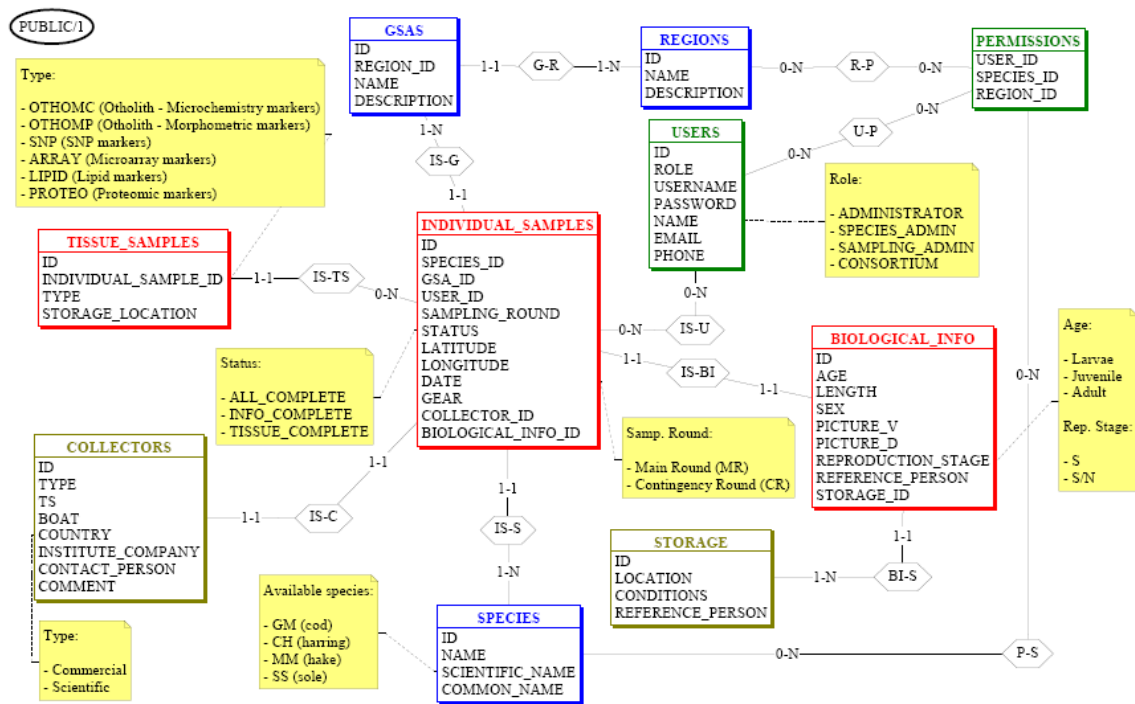 PUBLIC/1
GSAS
ID
REGION_ID
NAME
DESCRIPTION
1-1
G-R
1-N
REGIONS
ID
NAME
DESCRIPTION
0-N
R-P
0-N
PERMISSIONS
USER_ID
SPECIES_ID
REGION_ID
Type:
- OTHOMC (Otholith - Microchemistry markers)
- OTHOMP (Otholith - Morphometric markers)
- SNP (SNP markers)
- ARRAY (Microarray markers)
- LIPID (Lipid markers)
- PROTEO (Proteomic markers)
1-N
IS-G
1-1
USERS
ID
ROLE
USERNAME
PASSWORD
NAME
EMAIL
PHONE
0-N
U-P
0-N
Role:
- ADMINISTRATOR
- SPECIES_ADMIN
- SAMPLING_ADMIN
- CONSORTIUM
TISSUE_SAMPLES
ID
INDIVIDUAL_SAMPLE_ID
TYPE
STORAGE_LOCATION
1-1
IS-TS
0-N
INDIVIDUAL_SAMPLES
ID
SPECIES_ID
GSA_ID
USER_ID
SAMPLING_ROUND
STATUS
LATITUDE
LONGITUDE
DATE
GEAR
COLLECTOR_ID
BIOLOGICAL_INFO_ID
0-N
IS-U
0-N
1-1
IS-BI
1-1
BIOLOGICAL_INFO
ID
AGE
LENGTH
SEX
PICTURE_V
PICTURE_D
REPRODUCTION_STAGE
REFERENCE_PERSON
STORAGE_ID
0-N
Age:
- Larvae
- Juvenile
- Adult
Rep. Stage:
- S
- S/N
Status:
- ALL_COMPLETE
- INFO_COMPLETE
- TISSUE_COMPLETE
Samp. Round:
- Main Round (MR)
- Contingency Round (CR)
COLLECTORS
ID
TYPE
TS
BOAT
COUNTRY
INSTITUTE_COMPANY
CONTACT_PERSON
COMMENT
1-1
IS-C
1-1
1-1
IS-S
1-N
STORAGE
ID
LOCATION
CONDITIONS
REFERENCE_PERSON
1-N
BI-S
1-1
Available species:
- GM (cod)
- CH (harring)
- MM (hake)
- SS (sole)
SPECIES
ID
NAME
SCIENTIFIC_NAME
COMMON_NAME
0-N
P-S
Type:
- Commercial
- Scientific